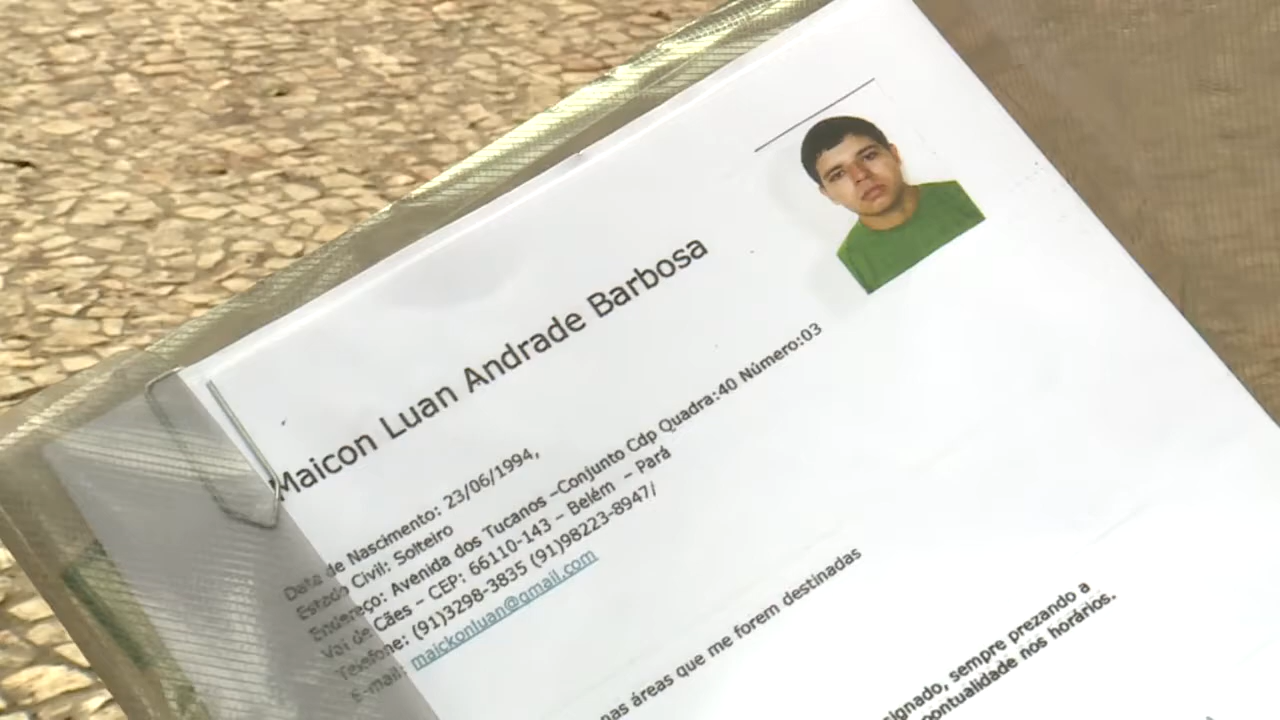 Maicon Luan Andrade Barbosa
Data de Nascimento: 23/06/1994,
Estado Civil: Solteiro
Endereço: Avenida dos Tucanos –Conjunto Cdp Quadra:40 Número:03
Val de Cães – CEP: 66110-143 – Belém – Pará
Telefone: (91)3298-3835 (91)98223-8947/
E-mail: maickonluan@gmail.com
nas áreas que me forem destinadas
signado, sempre prezando a
pontualidade nos horários.